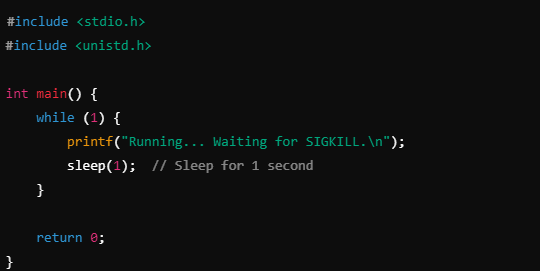 #include <stdio.h>
#include <unistd.h>
int main() {
while (1) {
printf("Running... Waiting for SIGKILL.\n");
sleep(1);  // Sleep for 1 second
}
return 0;
}